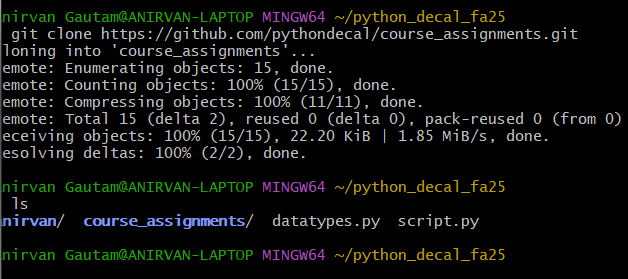 nirvan Gautam@ANIRVAN-LAPTOP MINGW64 ~/python_decal_fa25
git clone https://github.com/pythondecal/course_assignments.git
loning into 'course_assignments'...
emote: Enumerating objects: 15, done.
emote: Counting objects: 100% (15/15), done.
emote: Compressing objects: 100% (11/11), done.
emote: Total 15 (delta 2), reused 0 (delta 0), pack-reused 0 (from 0)
eceiving objects: 100% (15/15), 22.20 KiB | 1.85 MiB/s, done.
esolving deltas: 100% (2/2), done.
nirvan Gautam@ANIRVAN-LAPTOP MINGW64 ~/python_decal_fa25
ls
nirvan/  course_assignments/  datatypes.py  script.py
nirvan Gautam@ANIRVAN-LAPTOP MINGW64 ~/python_decal_fa25